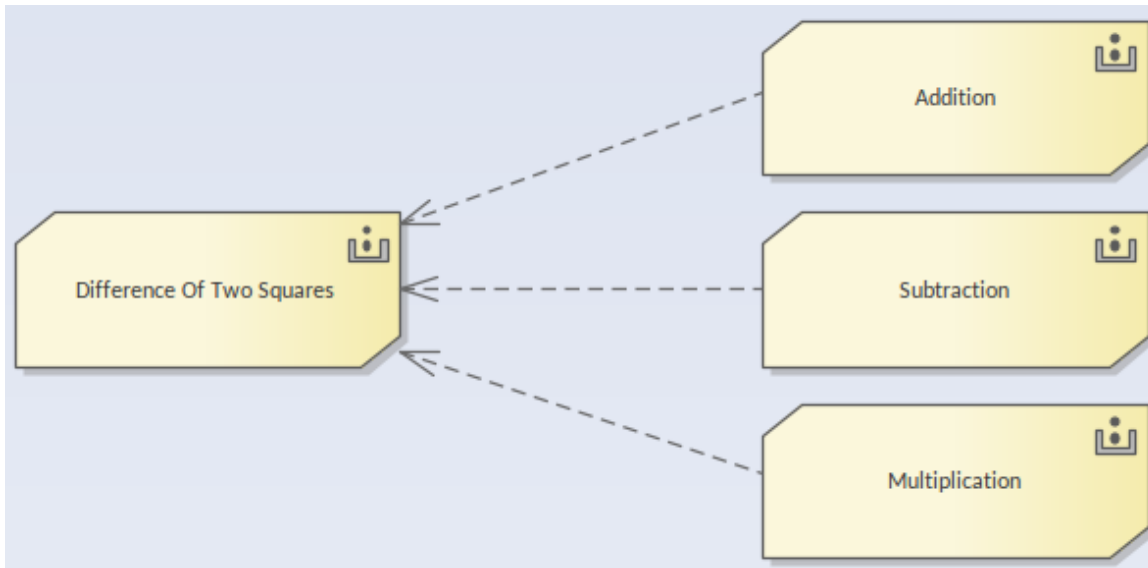 Addition
Difference Of Two Squares
Subtraction
Multiplication